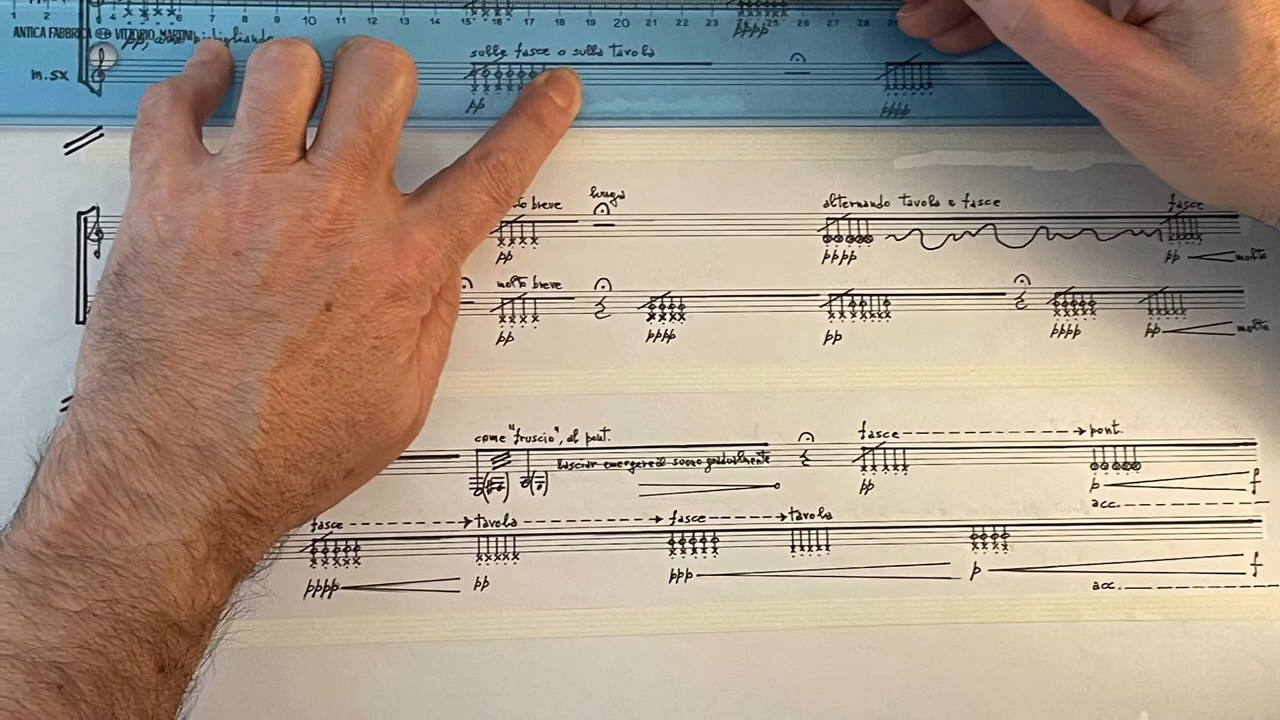 1 2 3 4 5 6 7 8 9 10 11 12 13 14 15 16 17 18 19 20 21 22 23 24 25 26 27 28
pppp
ANTICA FABBRICA VITTORIO MARTINI
pp, come
sulle fasce o sulla tavola
m.sx
pp pppp
breve lunga alternando tavola e fasce fasce
pp pppp pp molto
molto breve
pp pppp pp pppp pp molto
come "fruscio", al pont. fasce pont.
lasciar emergere il suono gradualmente
pp p f
acc.
fasce tavola fasce tavola
pppp pp ppp p f
acc.